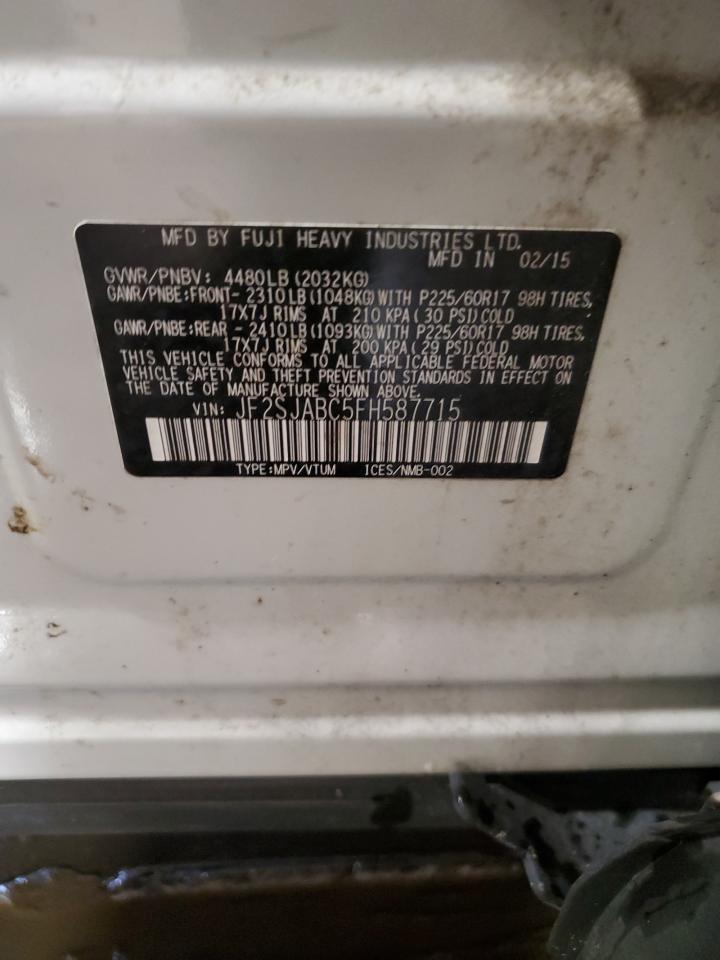 MFD BY FUJI HEAVY INDUSTRIES LTD.
MFD IN 02/15
GVWR/PNBV: 4480LB (2032KG)
GAWR/PNBE:FRONT- 2310LB (1048KG) WITH P225/60R17 98H TIRES,
17X7J RIMS AT 210 KPA (30 PSI) COLD
GAWR/PNBE:REAR - 2410LB (1093KG) WITH P225/60R17 98H TIRES,
17X7J RIMS AT 200 KPA (29 PSI) COLD
THIS VEHICLE CONFORMS TO ALL APPLICABLE FEDERAL MOTOR
VEHICLE SAFETY AND THEFT PREVENTION STANDARDS IN EFFECT ON
THE DATE OF MANUFACTURE SHOWN ABOVE.
VIN: JF2SJABC5FH587715
TYPE:MPV/VTUM ICES/NMB-002